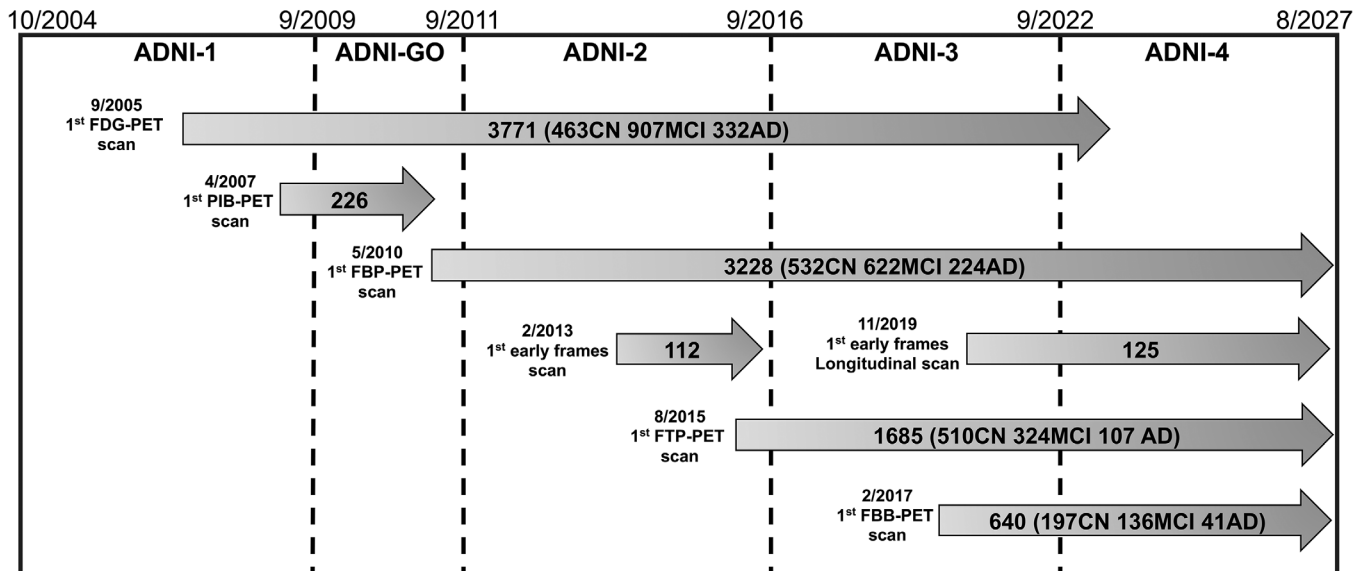 10/2004 9/2009 9/2011 9/2016 9/2022 8/2027
ADNI-1 ADNI-GO ADNI-2 ADNI-3 ADNI-4
9/2005
1st FDG-PET
scan
3771 (463CN 907MCI 332AD)
4/2007
1st PIB-PET
scan
226
5/2010
1st FBP-PET
scan
3228 (532CN 622MCI 224AD)
2/2013
1st early frames
scan
112
11/2019
1st early frames
Longitudinal scan
125
8/2015
1st FTP-PET
scan
1685 (510CN 324MCI 107 AD)
2/2017
1st FBB-PET
scan
640 (197CN 136MCI 41AD)